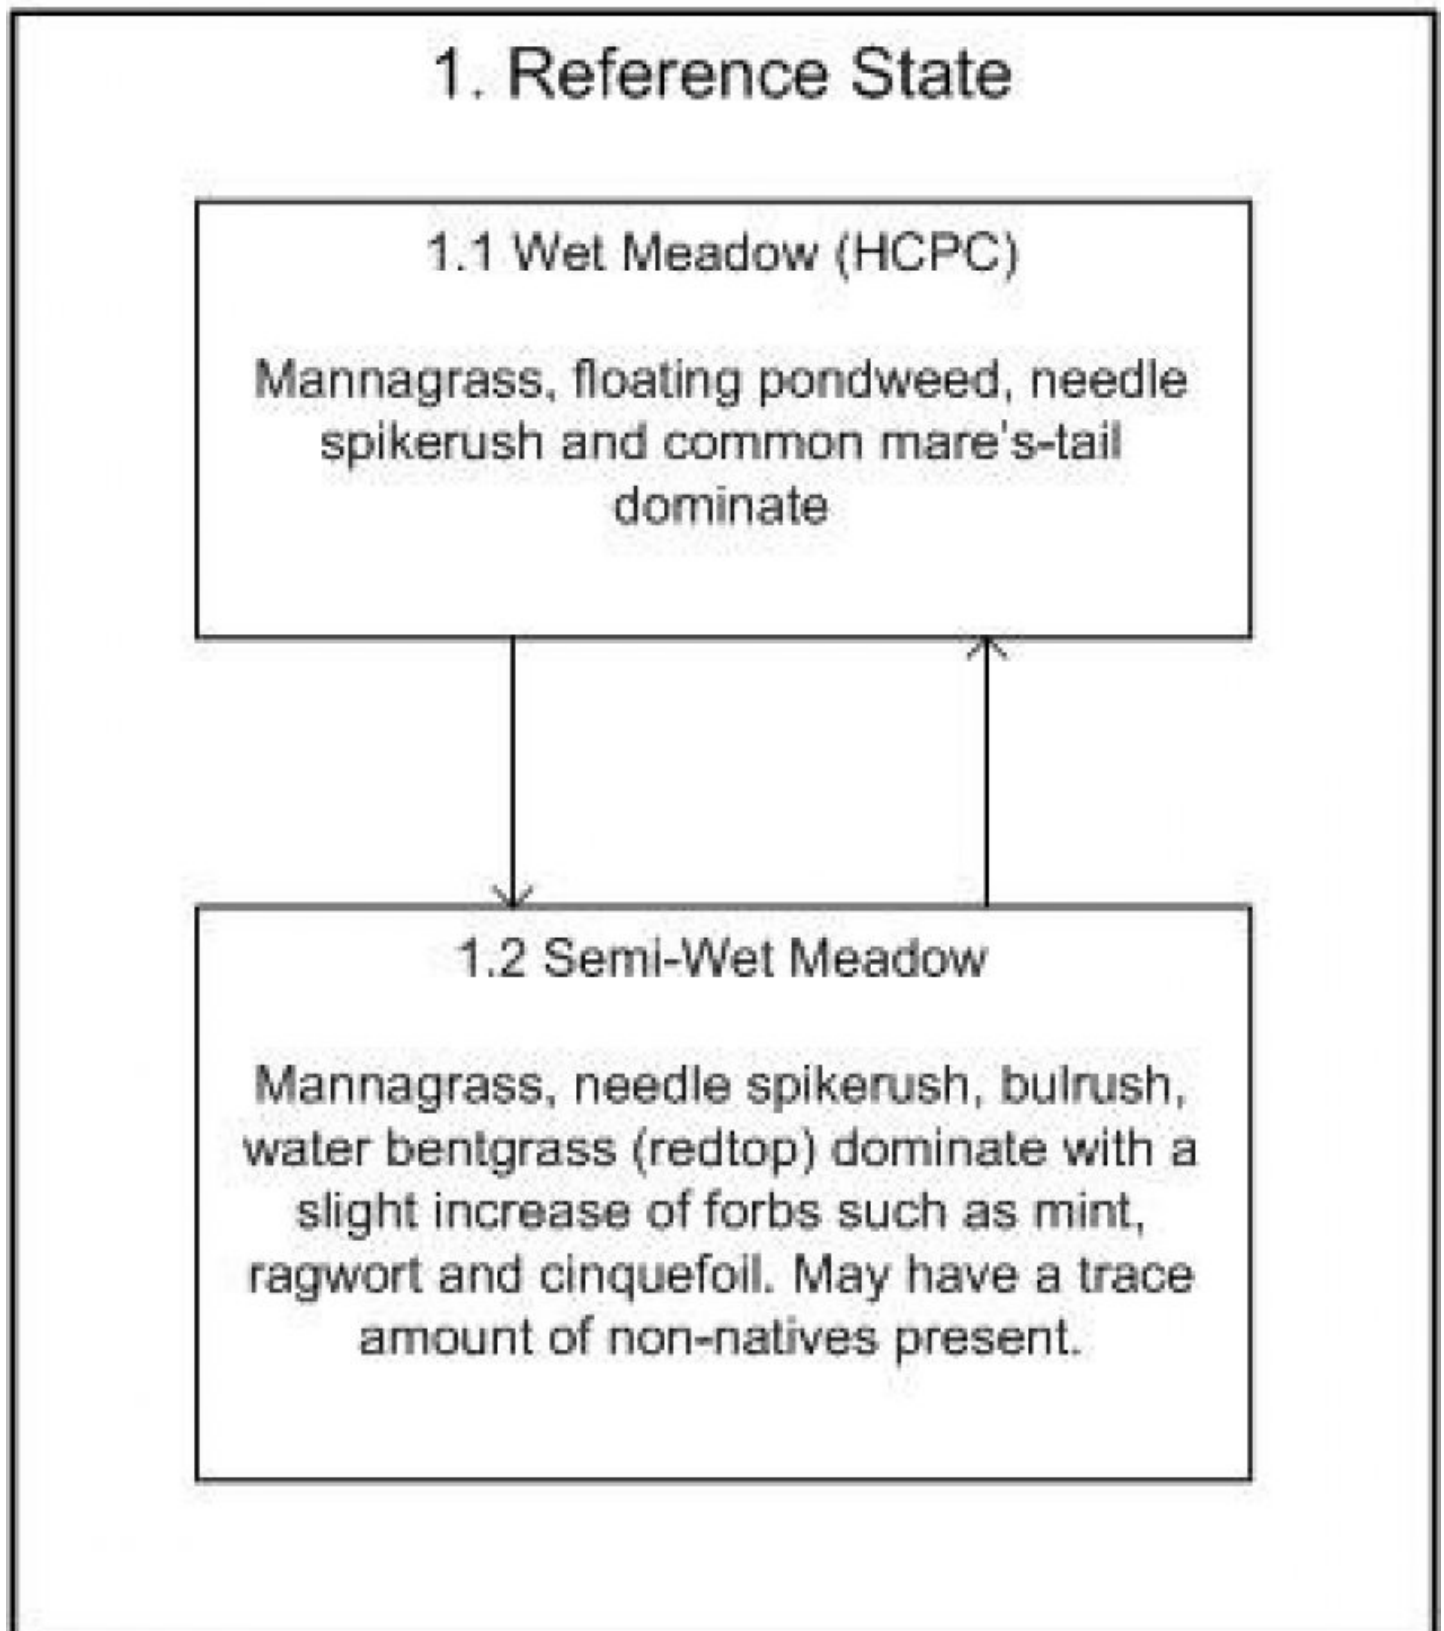 1. Reference State
1.1 Wet Meadow (HCPC)
Mannagrass, floating pondweed, needle
spikerush and common mare's-tail
dominate
1.2 Semi-Wet Meadow
Mannagrass, needle spikerush, bulrush,
water bentgrass (redtop) dominate with a
slight increase of forbs such as mint,
ragwort and cinquefoil. May have a trace
amount of non-natives present.